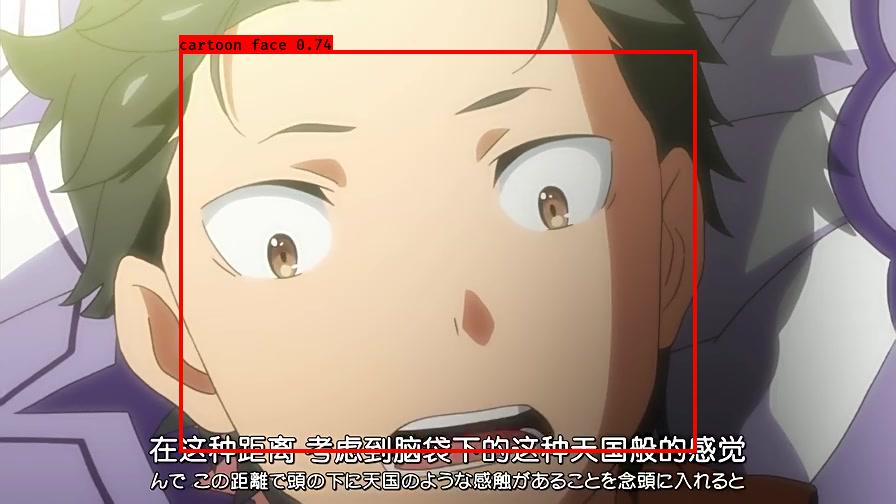 cartoon face 0.74
在这种距离 考虑到脑袋下的这种天国般的感觉
んで この距離で頭の下に天国のような感触があることを念頭に入れると